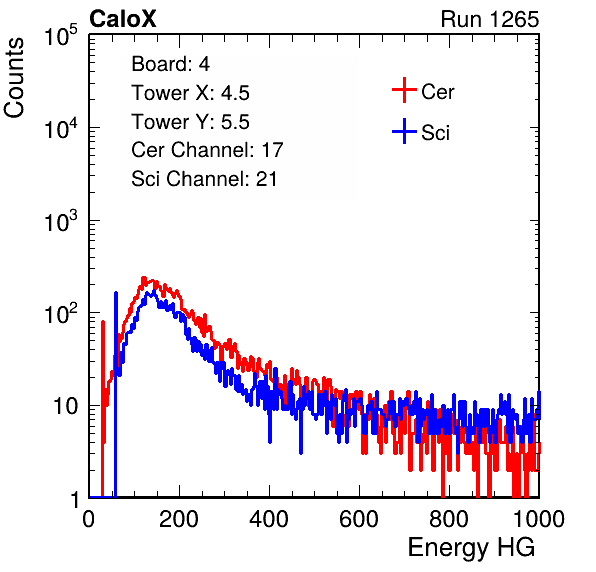 CaloX Run 1265
Counts
Board: 4
Tower X: 4.5
Tower Y: 5.5
Cer Channel: 17
Sci Channel: 21
Cer
Sci
10^5
10^4
10^3
10^2
10
1
0 200 400 600 800 1000
Energy HG